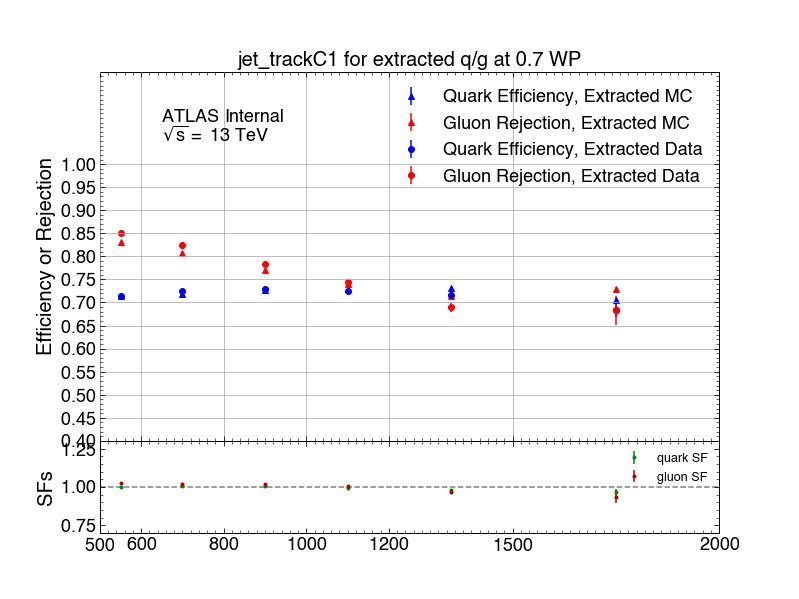 jet_trackC1 for extracted q/g at 0.7 WP
ATLAS Internal
√s = 13 TeV
Quark Efficiency, Extracted MC
Gluon Rejection, Extracted MC
Quark Efficiency, Extracted Data
Gluon Rejection, Extracted Data
Efficiency or Rejection
1.00
0.95
0.90
0.85
0.80
0.75
0.70
0.65
0.60
0.55
0.50
0.45
0.40
SFs
1.25
1.00
0.75
quark SF
gluon SF
500 600 800 1000 1200 1500 2000